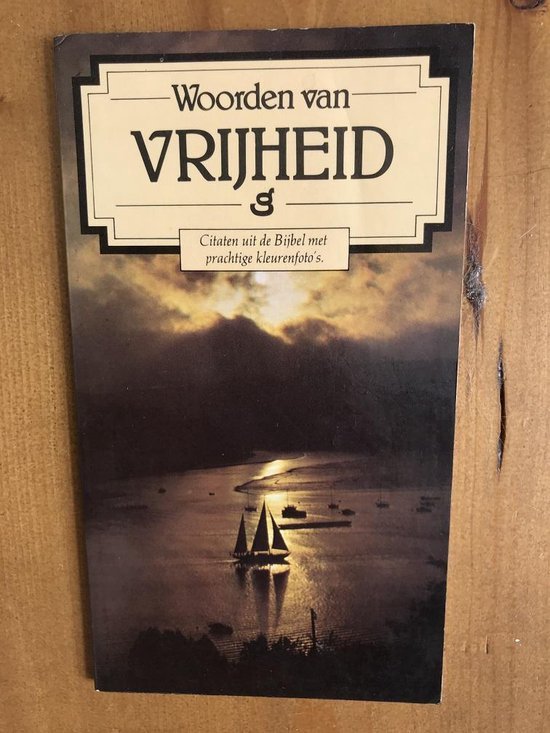 Woorden van
VRIJHEID
g
Citaten uit de Bijbel met
prachtige kleurenfoto's.